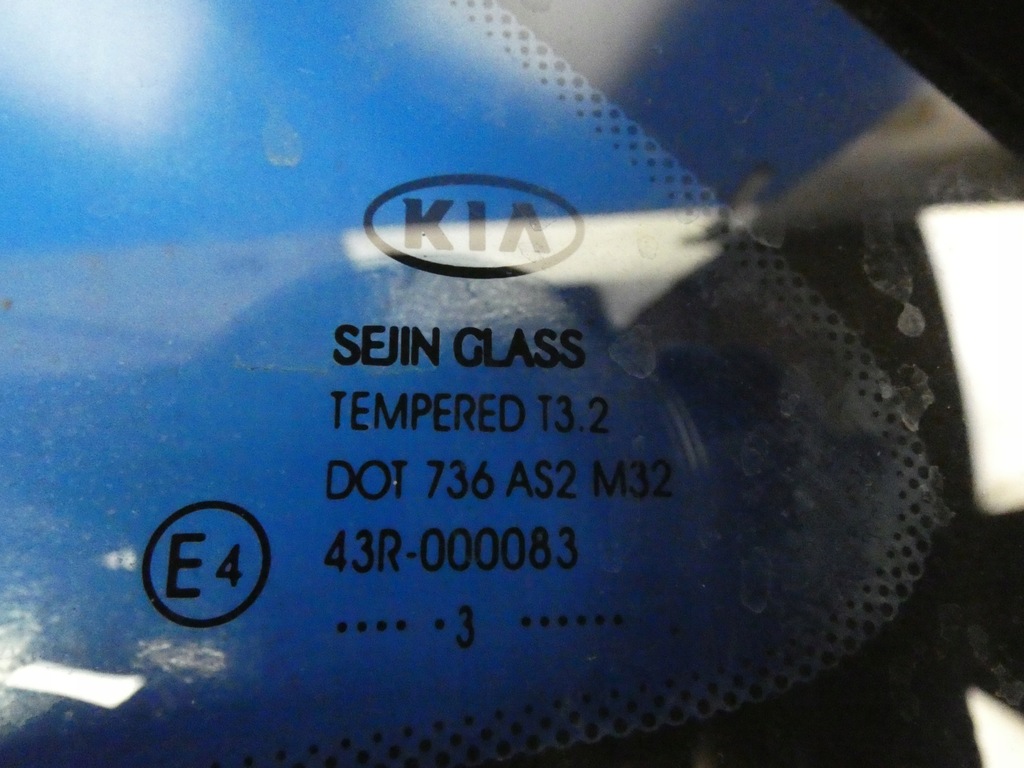 KIA
SEJIN GLASS
TEMPERED T3.2
DOT 736 AS2 M32
E4 43R-000083
···· ·3 ······ ·